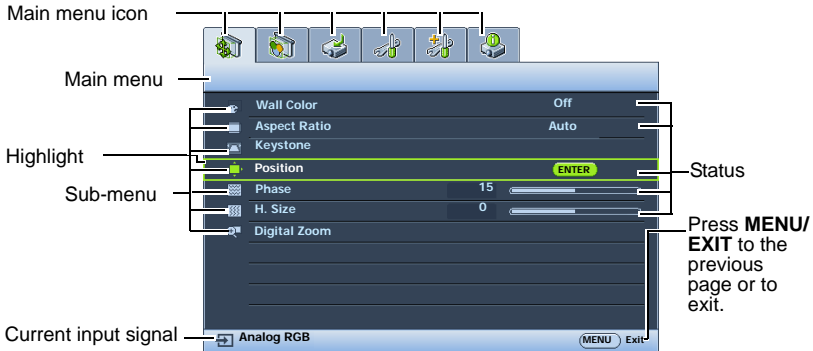 Main menu icon
Main menu
Wall Color Off
Aspect Ratio Auto
Keystone
Highlight
Position ENTER
Status
Sub-menu
Phase 15
H. Size 0
Digital Zoom
Press MENU/
EXIT to the
previous
page or to
exit.
Current input signal
Analog RGB
MENU Exit